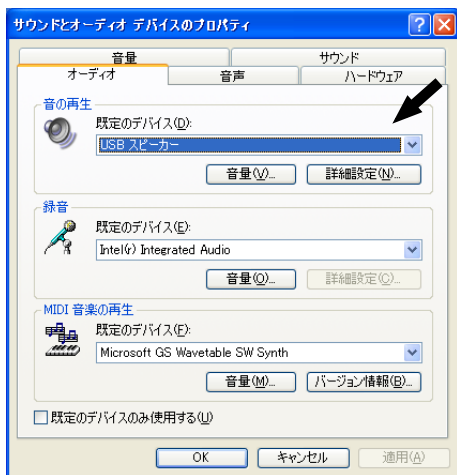 サウンドとオーディオ デバイスのプロパティ
音量 サウンド
オーディオ 音声 ハードウェア
音の再生
既定のデバイス(D):
USB スピーカー
音量(V)... 詳細設定(N)...
録音
既定のデバイス(E):
Intel(r) Integrated Audio
音量(O)... 詳細設定(C)...
MIDI 音楽の再生
既定のデバイス(F):
Microsoft GS Wavetable SW Synth
音量(M)... バージョン情報(B)...
既定のデバイスのみ使用する(U)
OK キャンセル 適用(A)